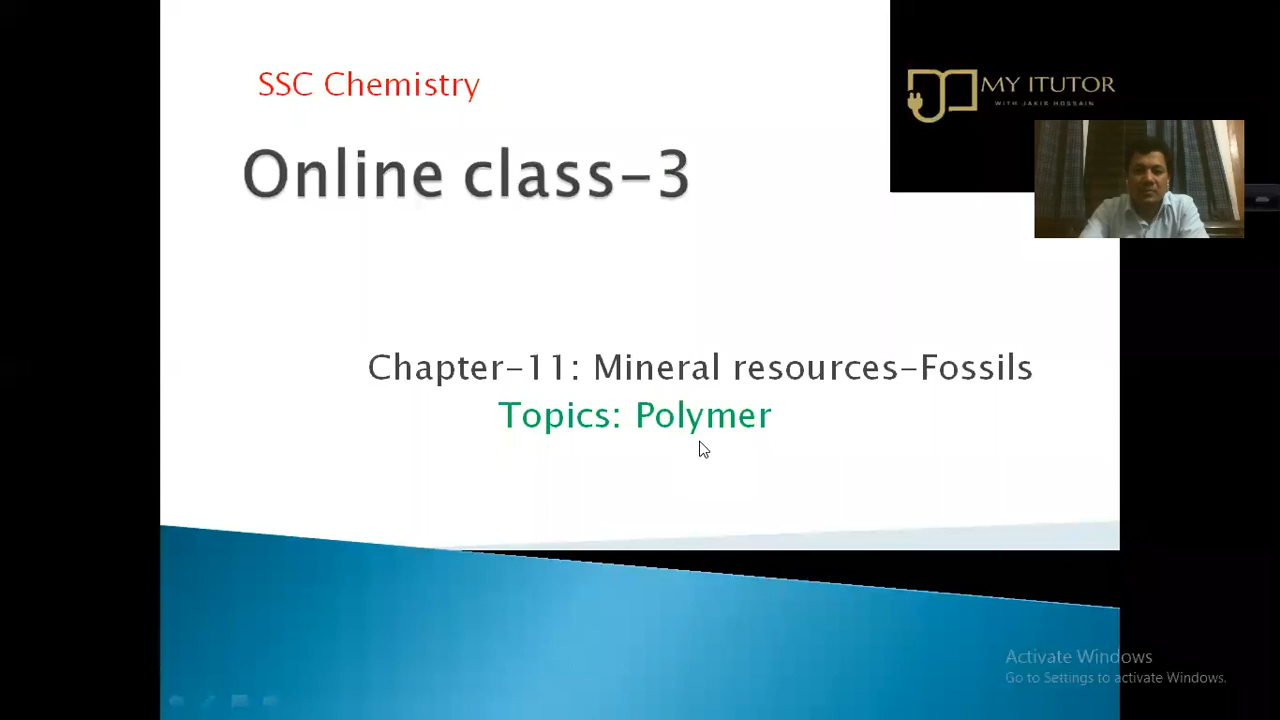 SSC Chemistry
MY ITUTOR
WITH JAKIR HOSSAIN
Online class-3
Chapter-11: Mineral resources-Fossils
Topics: Polymer
Activate Windows
Go to Settings to activate Windows.